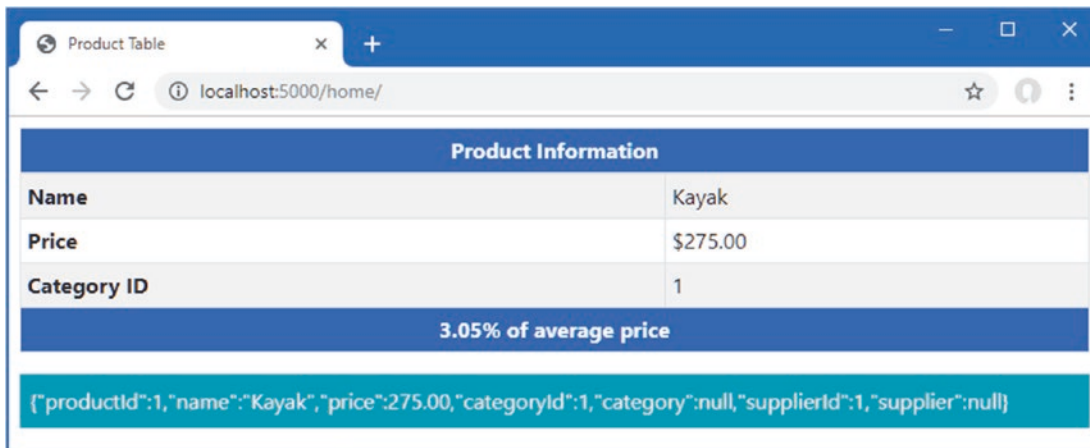 Product Table
localhost:5000/home/
Product Information
Name Kayak
Price $275.00
Category ID 1
3.05% of average price
{"productId":1,"name":"Kayak","price":275.00,"categoryId":1,"category":null,"supplierId":1,"supplier":null}